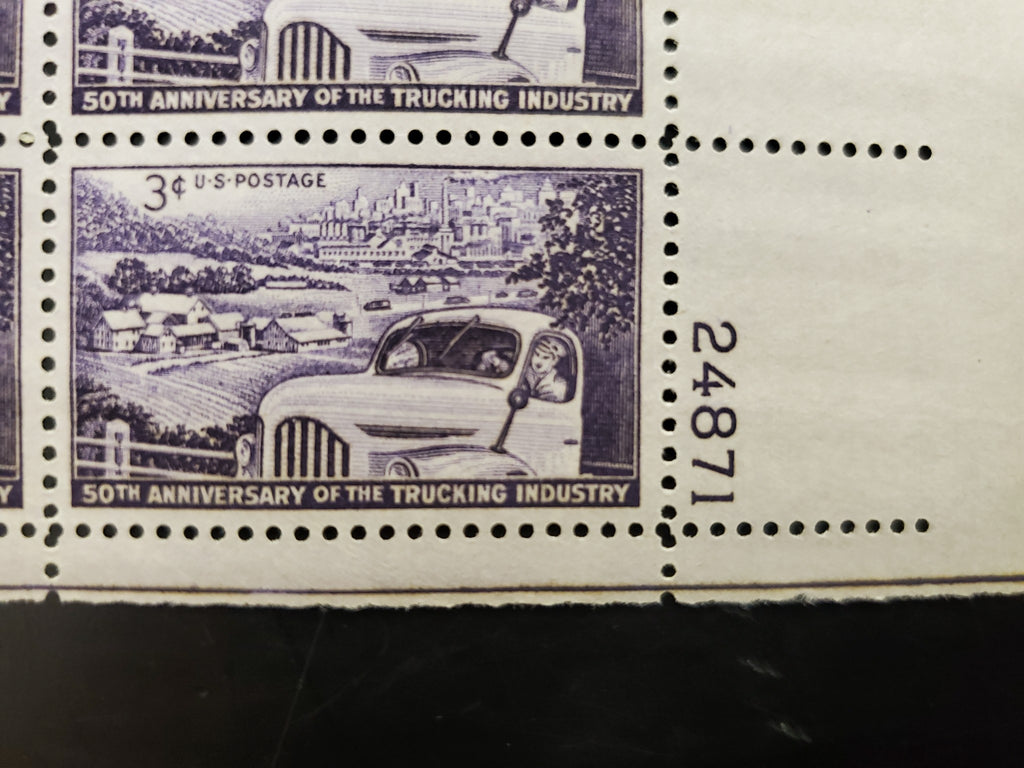 Y
50TH ANNIVERSARY OF THE TRUCKING INDUSTRY
3¢ U·S·POSTAGE
Y
50TH ANNIVERSARY OF THE TRUCKING INDUSTRY
24871